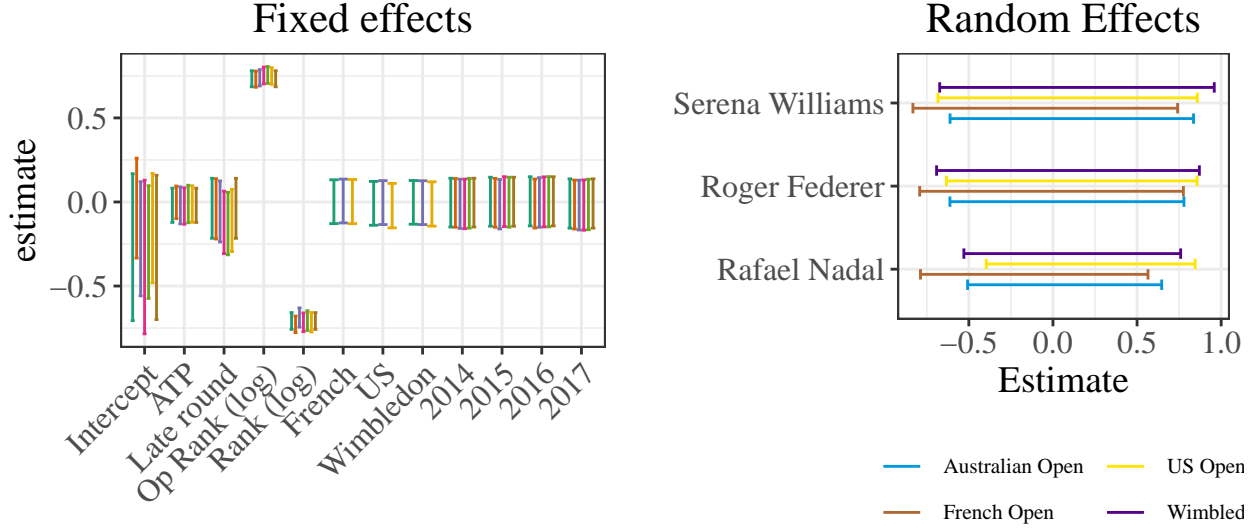 Fixed effects
estimate
0.5
0.0
−0.5
Intercept
ATP
Late round
Op Rank (log)
Rank (log)
French
US
Wimbledon
2014
2015
2016
2017
Random Effects
Serena Williams
Roger Federer
Rafael Nadal
−0.5 0.0 0.5 1.0
Estimate
Australian Open US Open
French Open Wimbled